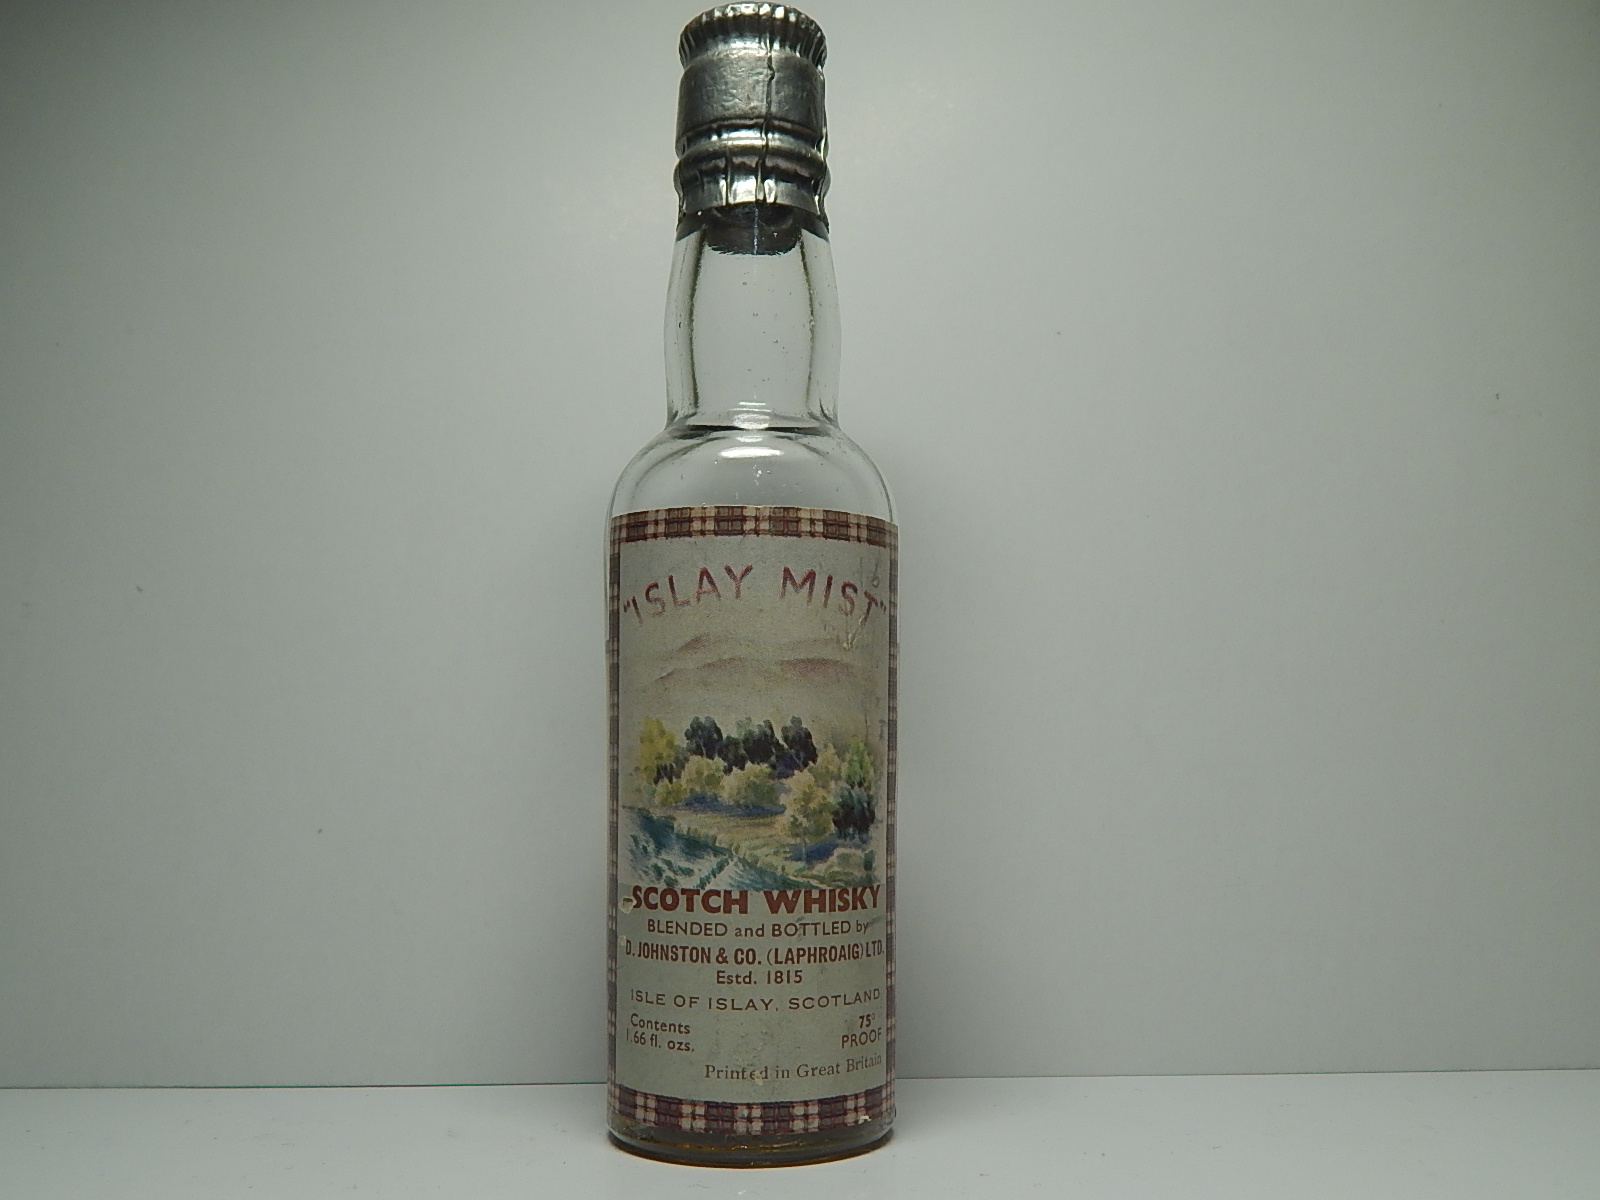 "ISLAY MIST"
SCOTCH WHISKY
BLENDED and BOTTLED by
D. JOHNSTON & CO. (LAPHROAIG) LTD.
Estd. 1815
ISLE OF ISLAY, SCOTLAND
Contents 75°
1.66 fl. ozs. PROOF
Printed in Great Britain